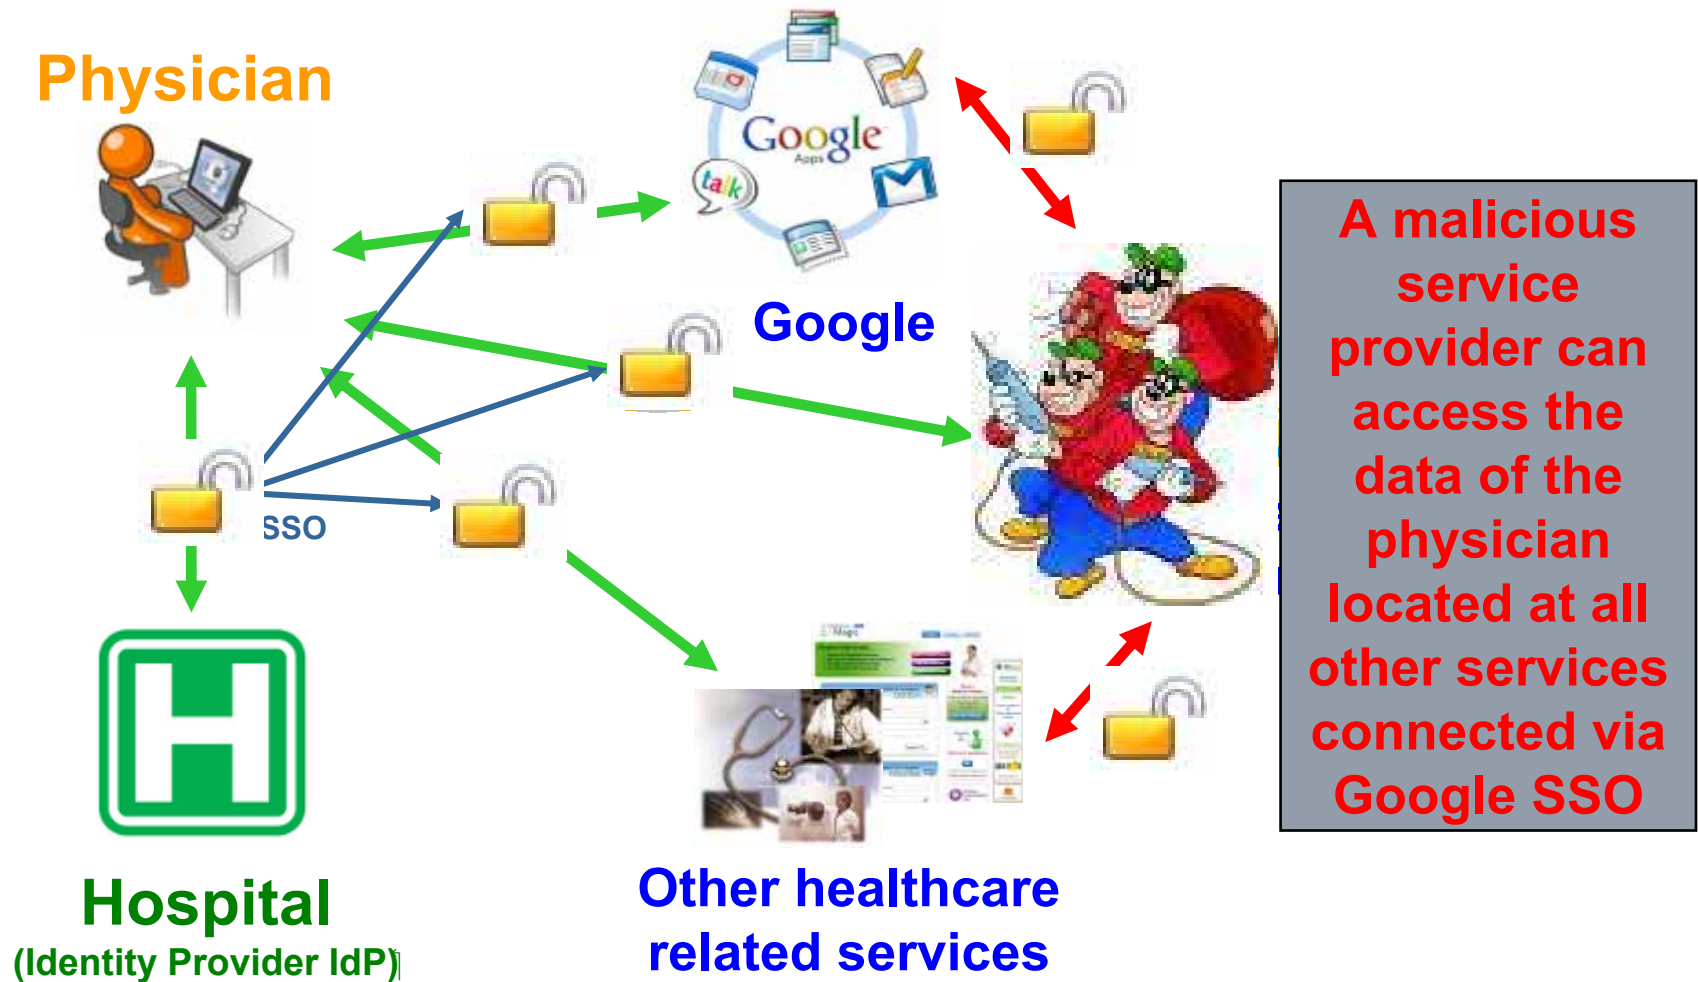 Physician
Google
Apps
talk
Google
SSO
A malicious
service
provider can
access the
data of the
physician
located at all
other services
connected via
Google SSO
Hospital
(Identity Provider IdP)
Other healthcare
related services